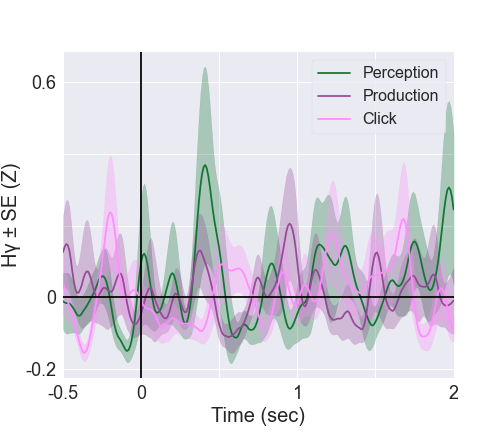 Hγ ± SE (Z)
0.6
0
-0.2
Perception
Production
Click
-0.5 0 1 2
Time (sec)